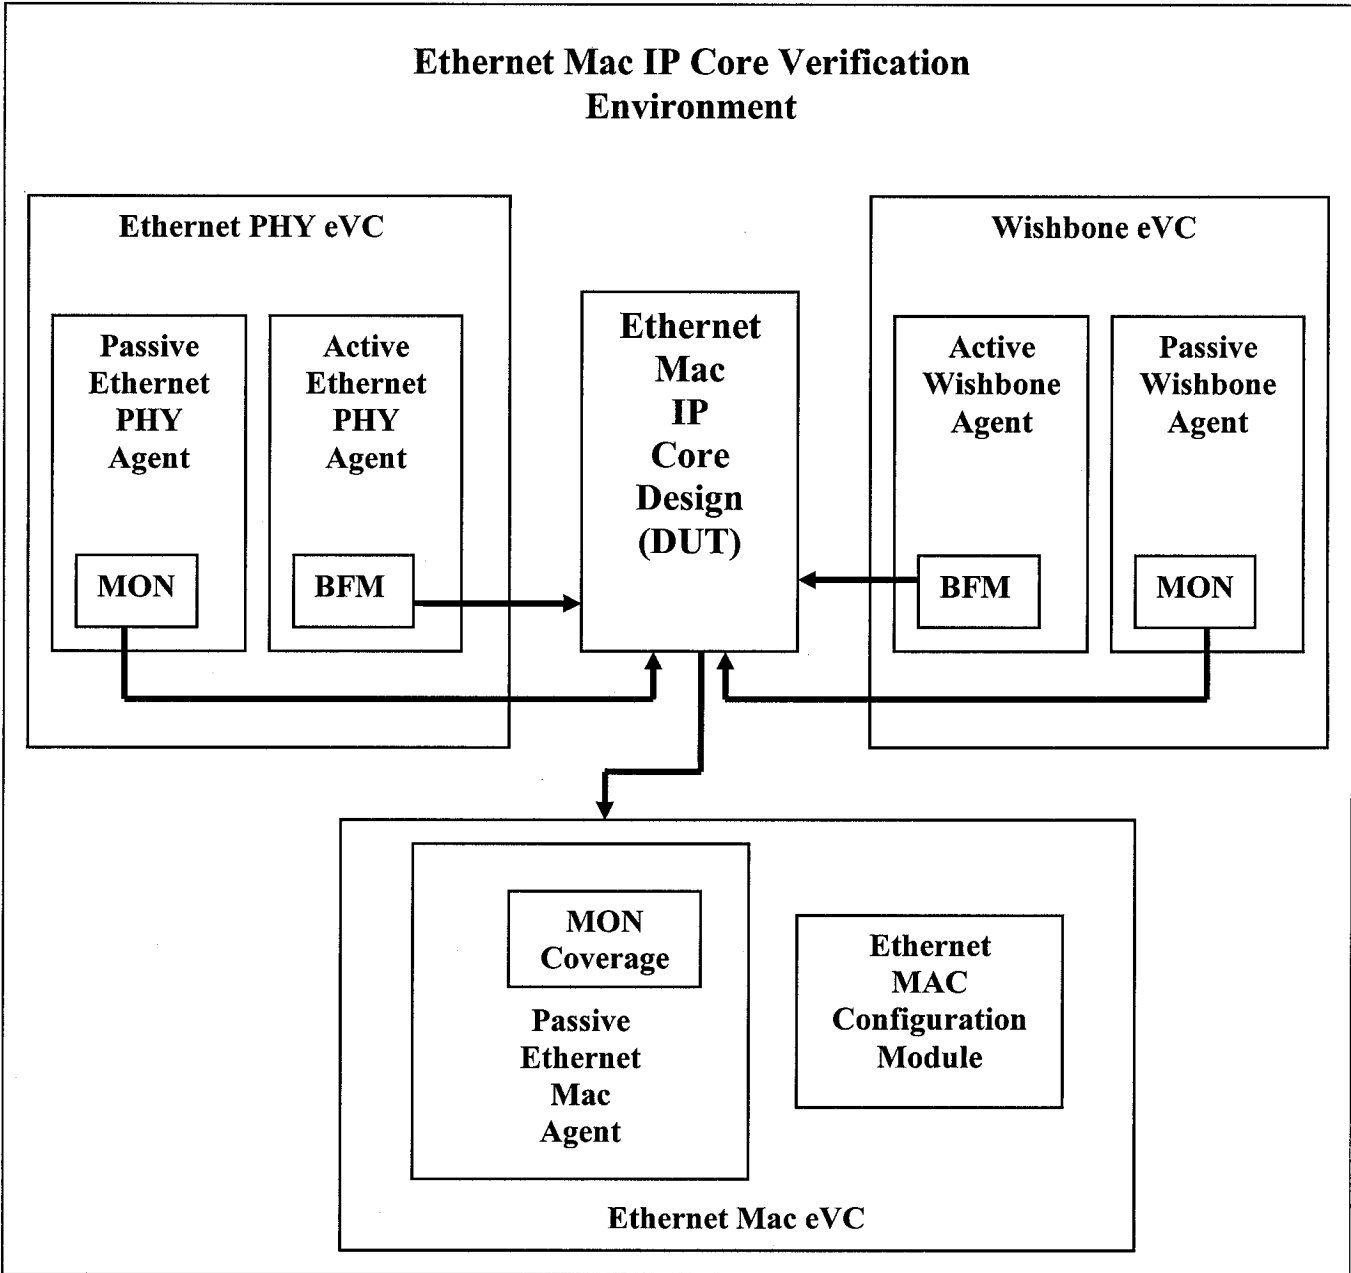 Ethernet Mac IP Core Verification
Environment
Ethernet PHY eVC
Passive
Ethernet
PHY
Agent
MON
Active
Ethernet
PHY
Agent
BFM
Ethernet
Mac
IP
Core
Design
(DUT)
Wishbone eVC
Active
Wishbone
Agent
BFM
Passive
Wishbone
Agent
MON
MON
Coverage
Passive
Ethernet
Mac
Agent
Ethernet
MAC
Configuration
Module
Ethernet Mac eVC